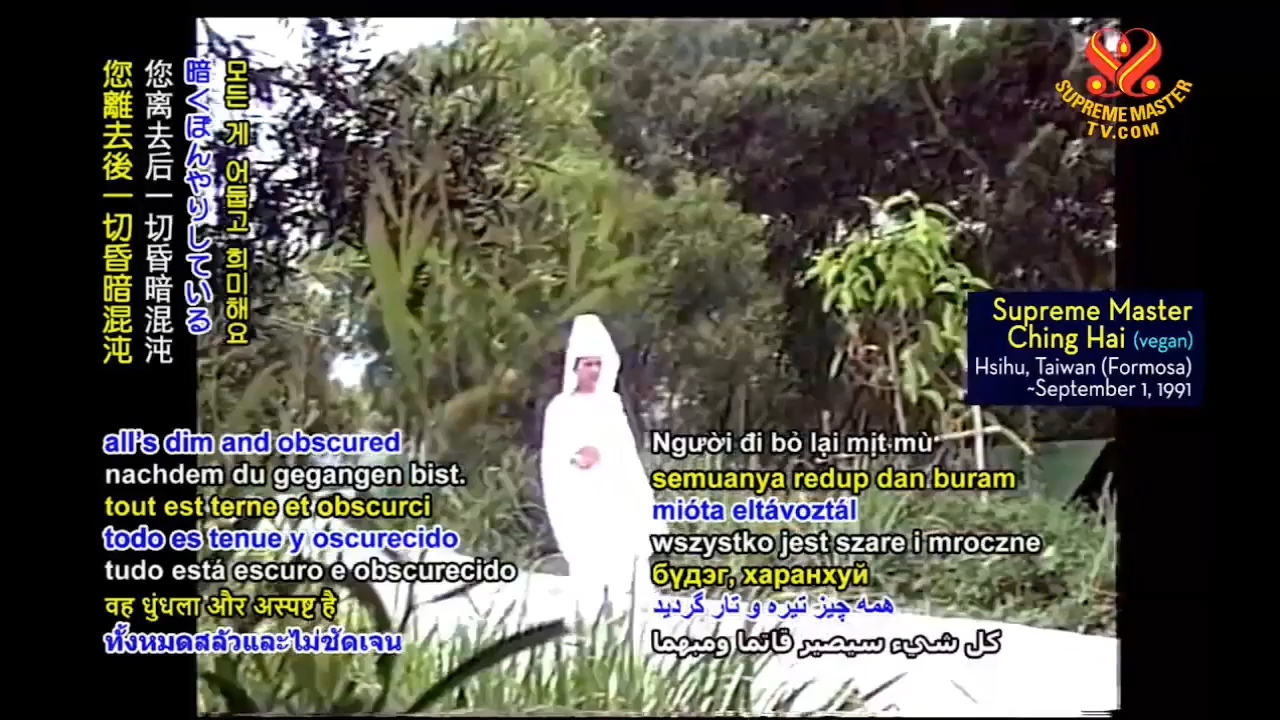 您離去後一切昏暗混沌
您离去后一切昏暗混沌
暗くぼんやりしている
모든 게 어둡고 희미해요
SUPREME MASTER
TV.COM
Supreme Master
Ching Hai (vegan)
Hsihu, Taiwan (Formosa)
~September 1, 1991
all's dim and obscured
nachdem du gegangen bist.
tout est terne et obscurci
todo es tenue y oscurecido
tudo está escuro e obscurecido
वह धुंधला और अस्पष्ट है
ทั้งหมดสลัวและไม่ชัดเจน
Người đi bỏ lại mịt mù
semuanya redup dan buram
mióta eltávoztál
wszystko jest szare i mroczne
бүдэг, харанхуй
همه چیز تیره و تار گردید
كل شيء سيصير قاتما ومبهما